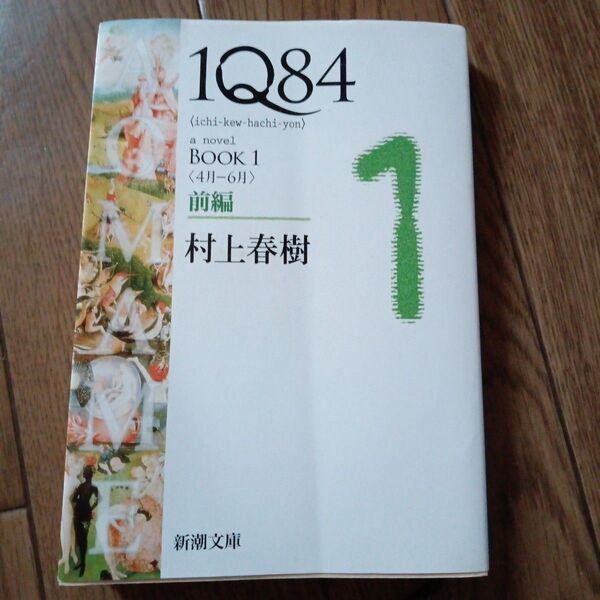 1Q84
〈ichi-kew-hachi-yon〉
a novel
BOOK 1
〈4月−6月〉
前編
村上春樹
1
AOMAME
新潮文庫